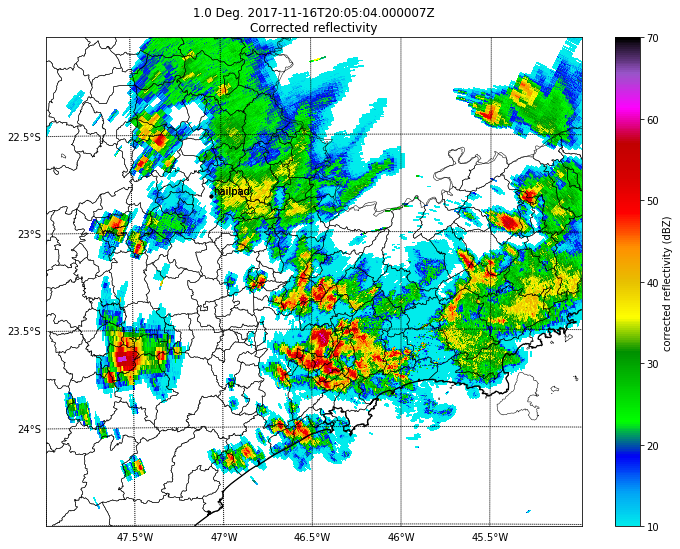 1.0 Deg. 2017-11-16T20:05:04.000007Z
Corrected reflectivity
22.5°S
23°S
23.5°S
24°S
47.5°W
47°W
46.5°W
46°W
45.5°W
hailpad
70
60
50
40
30
20
10
corrected reflectivity (dBZ)